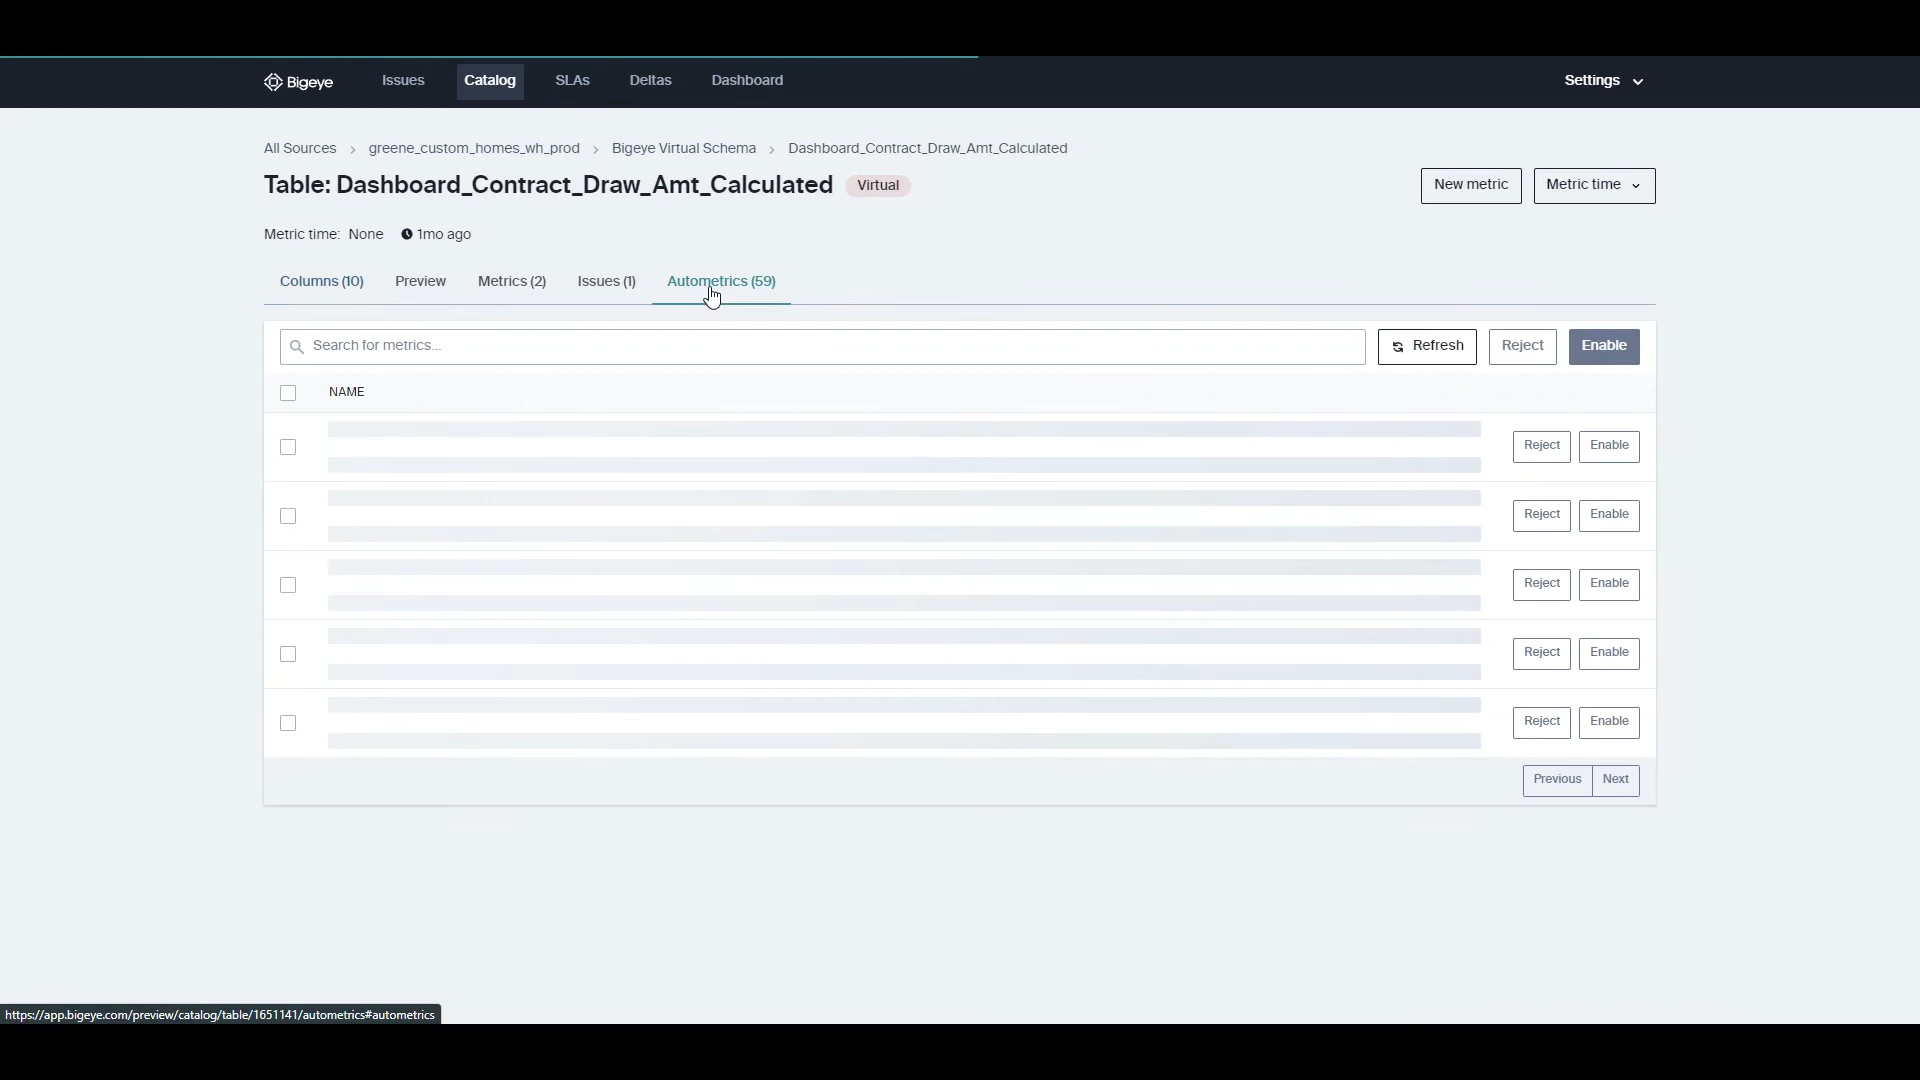 Bigeye Issues Catalog SLAs Deltas Dashboard Settings
All Sources > greene_custom_homes_wh_prod > Bigeye Virtual Schema > Dashboard_Contract_Draw_Amt_Calculated
Table: Dashboard_Contract_Draw_Amt_Calculated Virtual New metric Metric time
Metric time: None 1mo ago
Columns (10) Preview Metrics (2) Issues (1) Autometrics (59)
Search for metrics... Refresh Reject Enable
NAME
Reject Enable
Reject Enable
Reject Enable
Reject Enable
Reject Enable
Previous Next
https://app.bigeye.com/preview/catalog/table/1651141/autometrics#autometrics